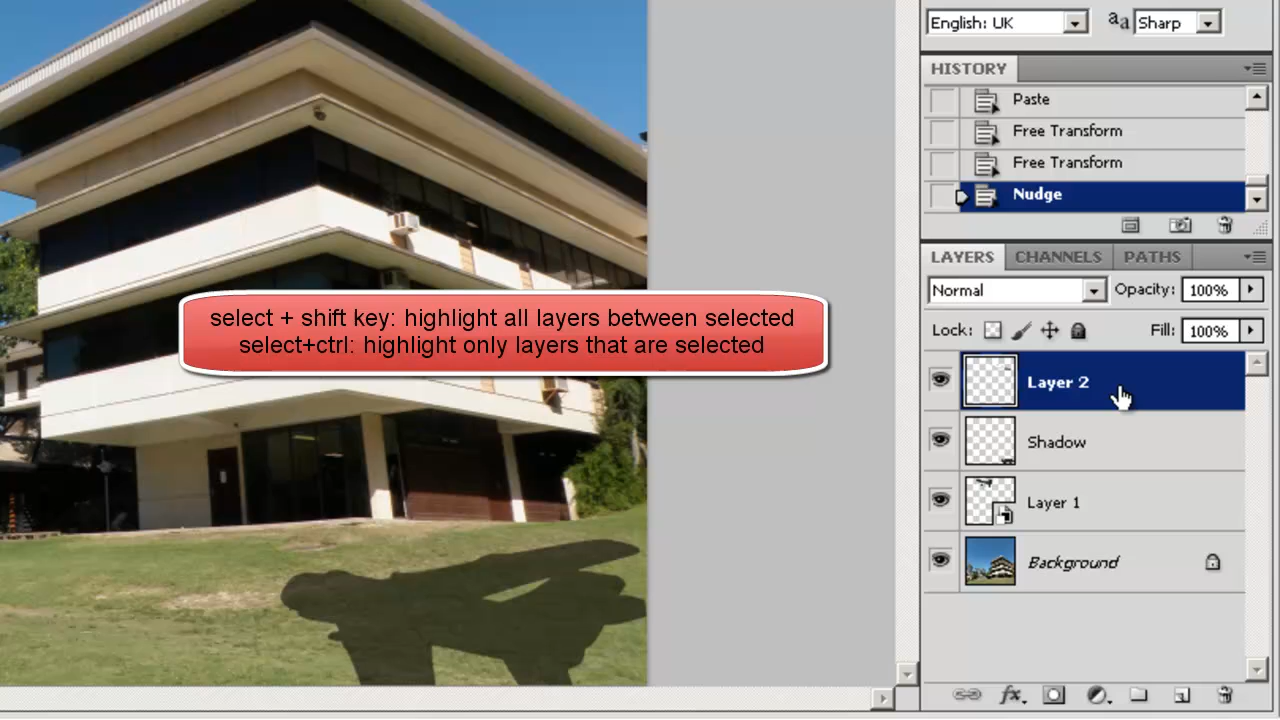 English: UK
aa
Sharp
HISTORY
Paste
Free Transform
Free Transform
Nudge
LAYERS CHANNELS PATHS
Normal Opacity: 100%
Lock: Fill: 100%
select + shift key: highlight all layers between selected
select+ctrl: highlight only layers that are selected
Layer 2
Shadow
Layer 1
Background
fx.